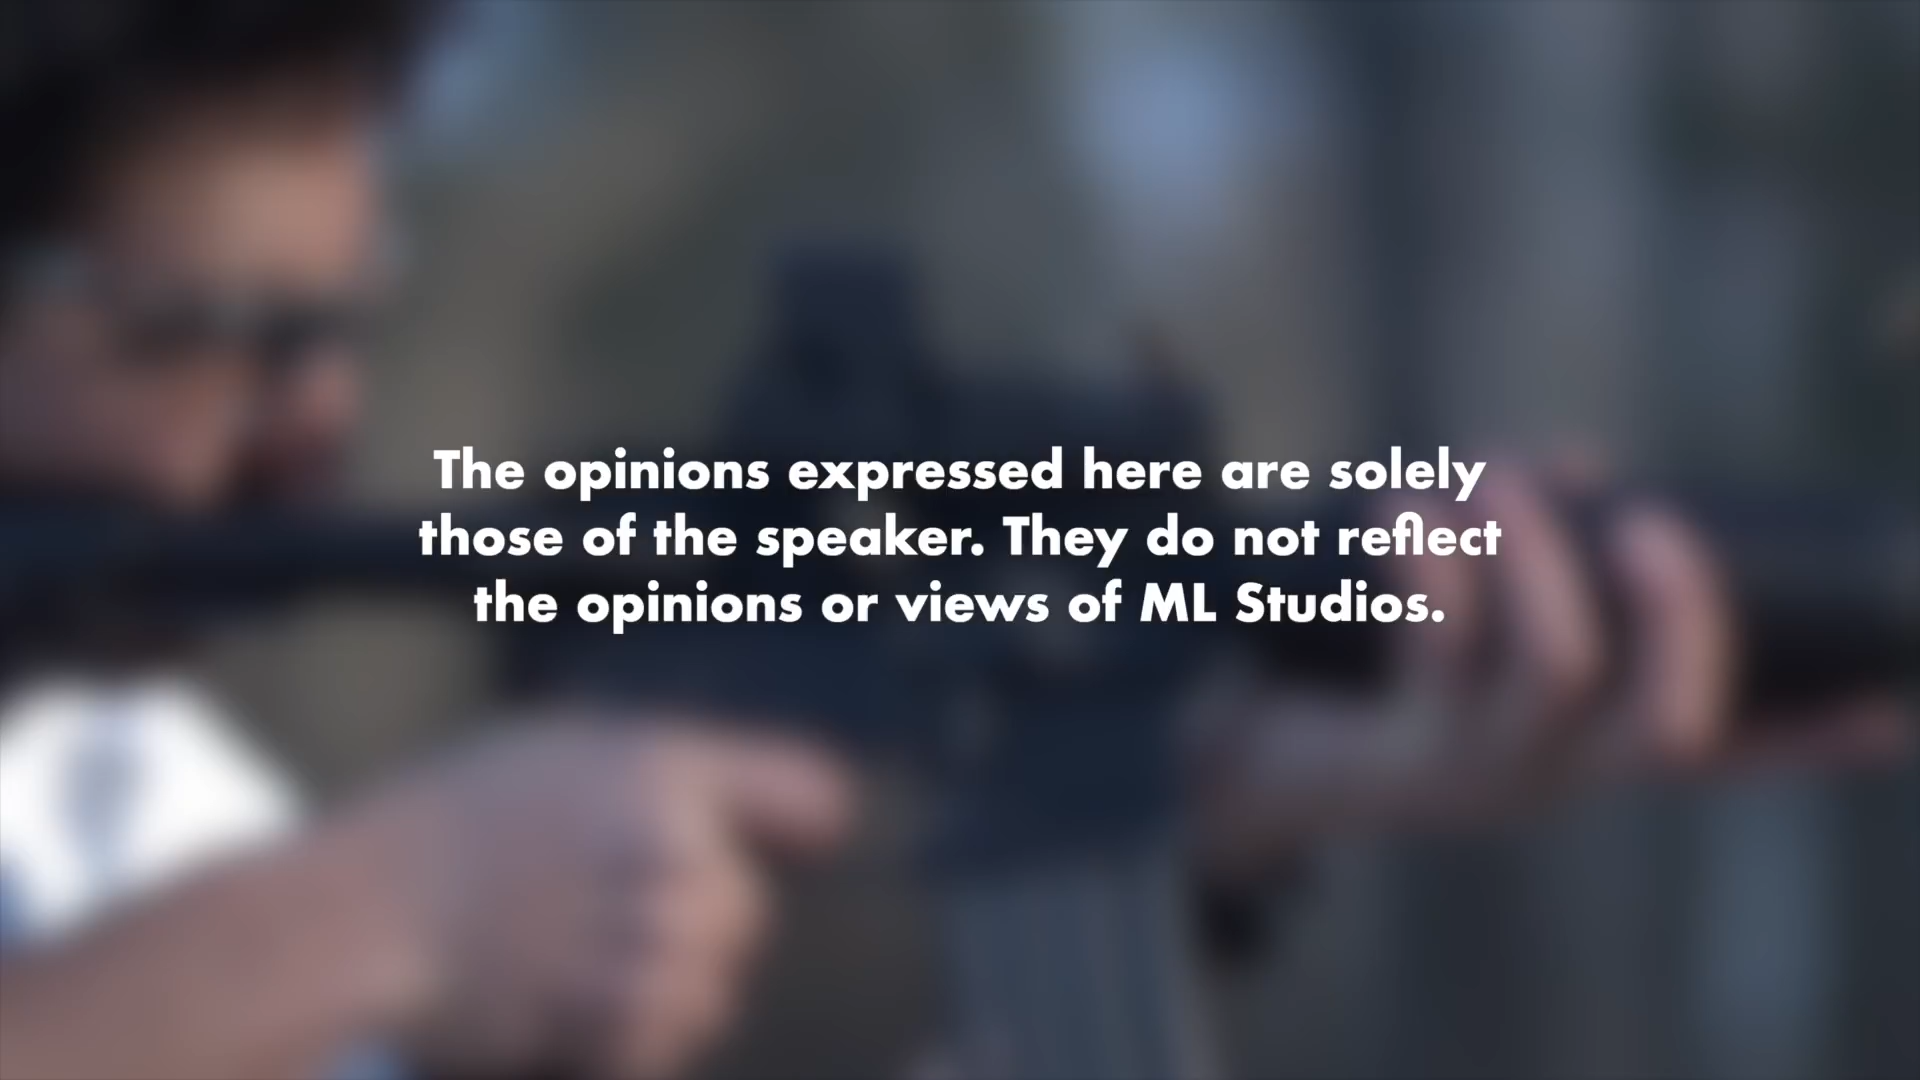 The opinions expressed here are solely
those of the speaker. They do not reflect
the opinions or views of ML Studios.